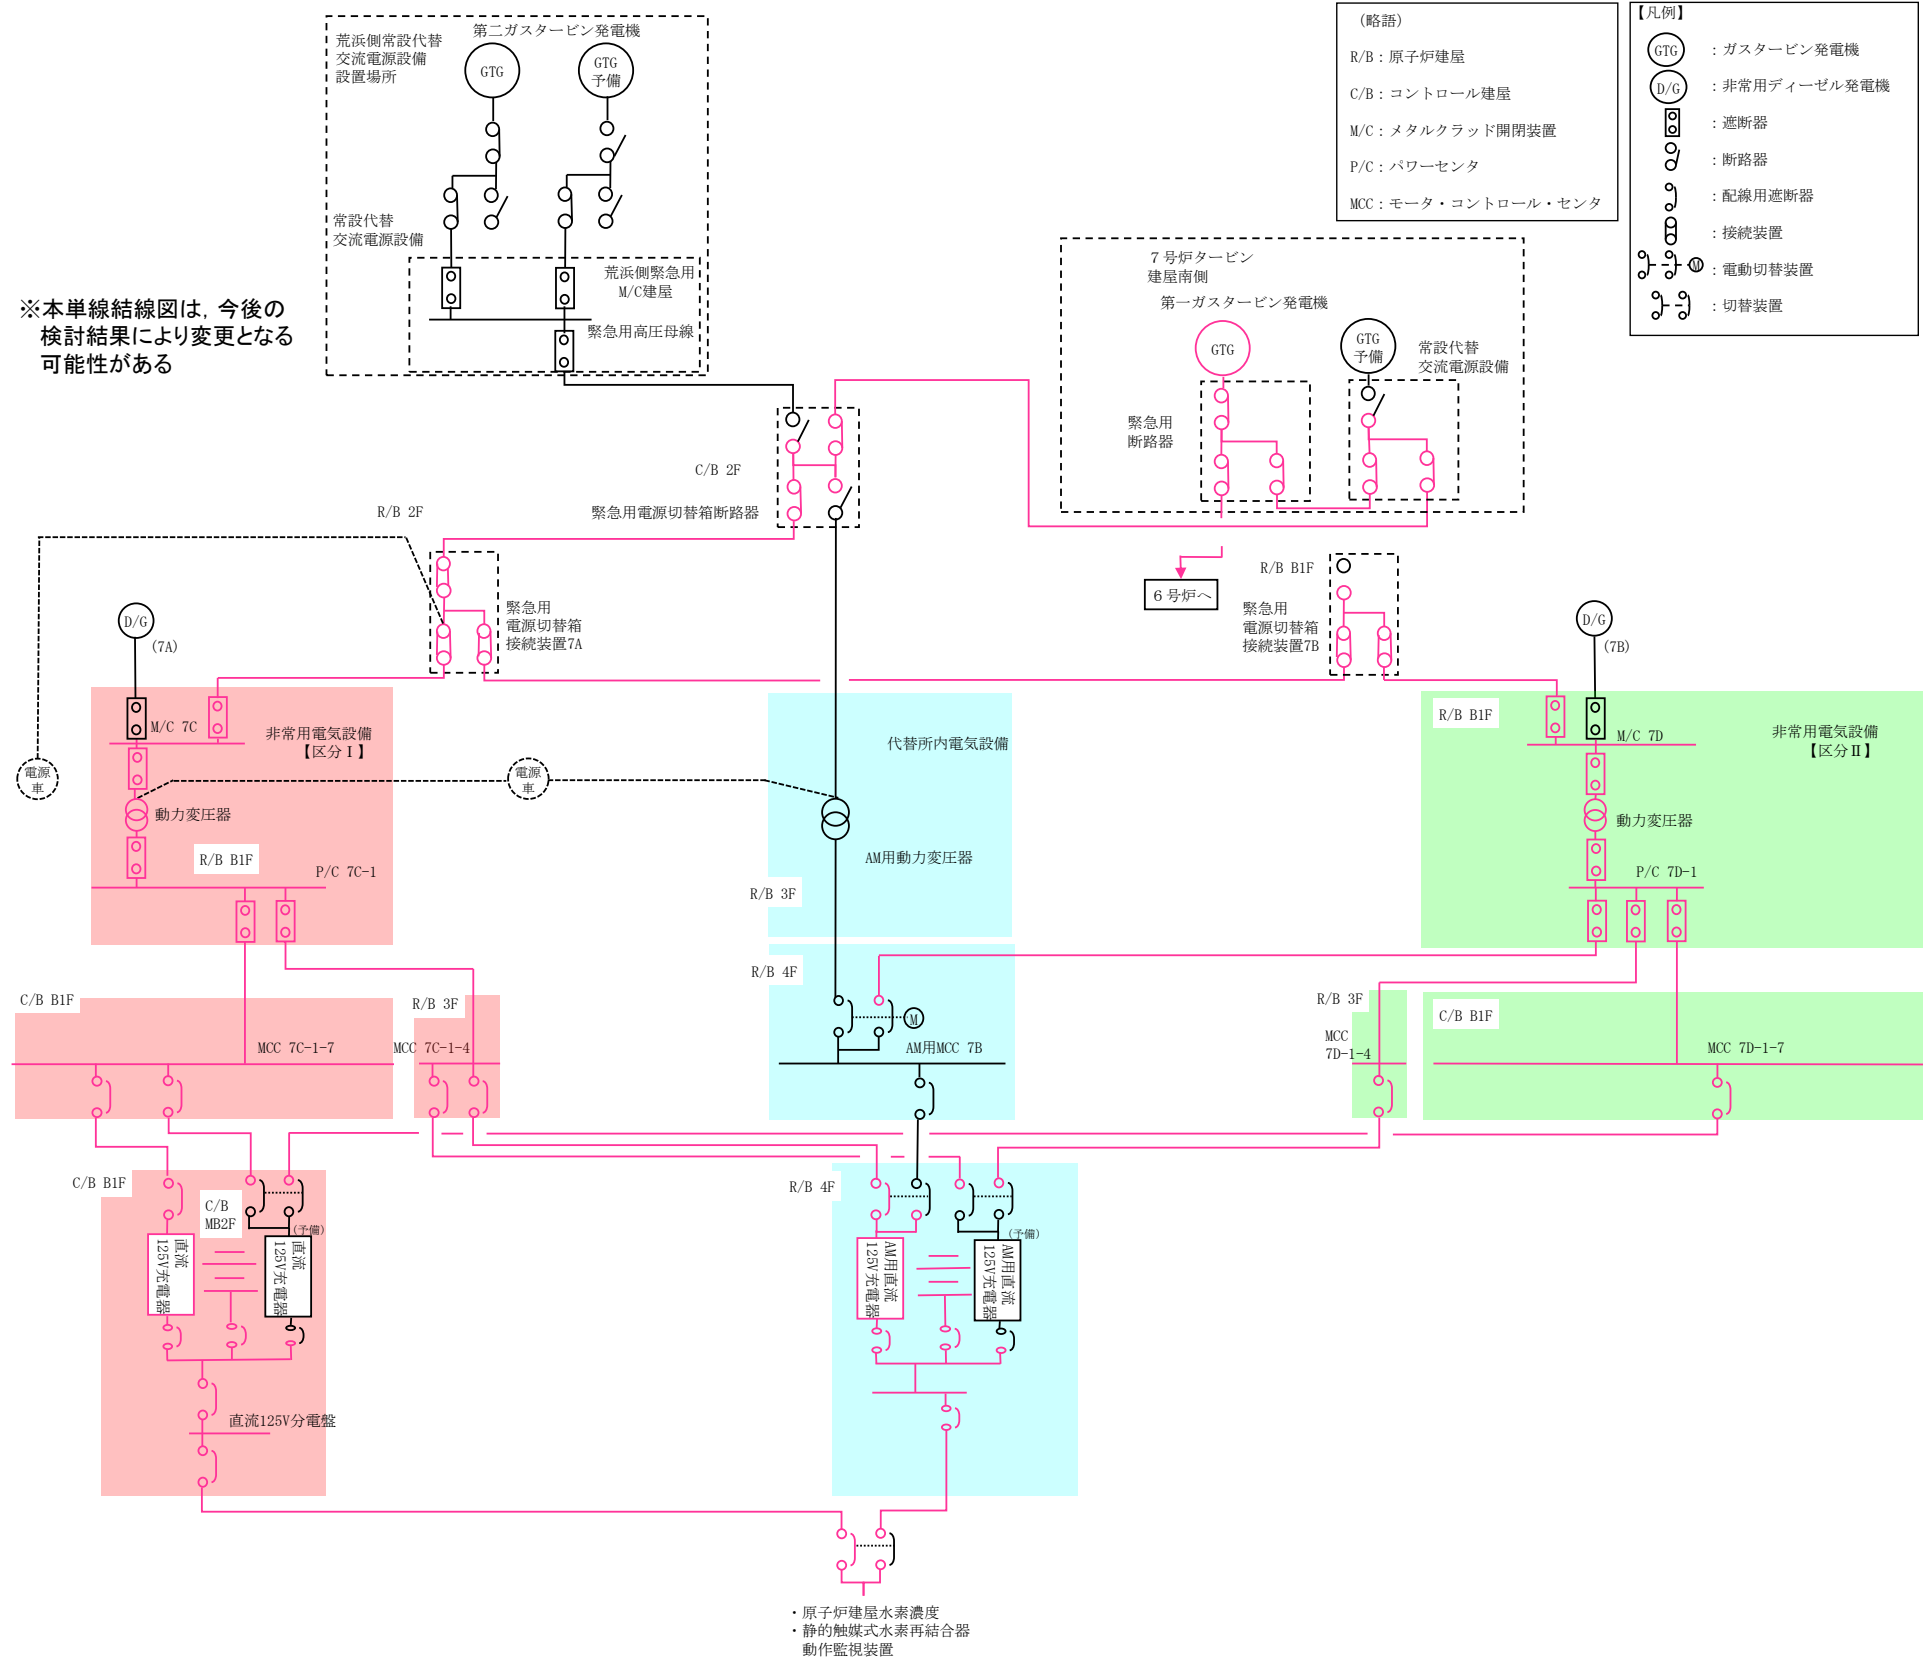 荒浜側常設代替
交流電源設備
設置場所
第二ガスタービン発電機
GTG
GTG
予備
常設代替
交流電源設備
荒浜側緊急用
M/C建屋
緊急用高圧母線
※本単線結線図は，今後の
検討結果により変更となる
可能性がある
（略語）
R/B：原子炉建屋
C/B：コントロール建屋
M/C：メタルクラッド開閉装置
P/C：パワーセンタ
MCC：モータ・コントロール・センタ
【凡例】
GTG ：ガスタービン発電機
D/G ：非常用ディーゼル発電機
：遮断器
：断路器
：配線用遮断器
：接続装置
M ：電動切替装置
：切替装置
７号炉タービン
建屋南側
第一ガスタービン発電機
GTG
GTG
予備
常設代替
交流電源設備
緊急用
断路器
C/B 2F
緊急用電源切替箱断路器
R/B 2F
緊急用
電源切替箱
接続装置7A
６号炉へ
R/B B1F
緊急用
電源切替箱
接続装置7B
D/G
(7A)
D/G
(7B)
M/C 7C
非常用電気設備
【区分Ⅰ】
代替所内電気設備
R/B B1F
M/C 7D
非常用電気設備
【区分Ⅱ】
電源
車
電源
車
動力変圧器
R/B B1F
P/C 7C-1
AM用動力変圧器
R/B 3F
動力変圧器
P/C 7D-1
R/B 4F
C/B B1F
R/B 3F
MCC 7C-1-7
MCC 7C-1-4
M
AM用MCC 7B
R/B 3F
MCC
7D-1-4
C/B B1F
MCC 7D-1-7
C/B B1F
C/B
MB2F
(予備)
直流
125V充電器
直流
125V充電器
直流125V分電盤
R/B 4F
(予備)
AM用直流
125V充電器
AM用直流
125V充電器
・原子炉建屋水素濃度
・静的触媒式水素再結合器
動作監視装置